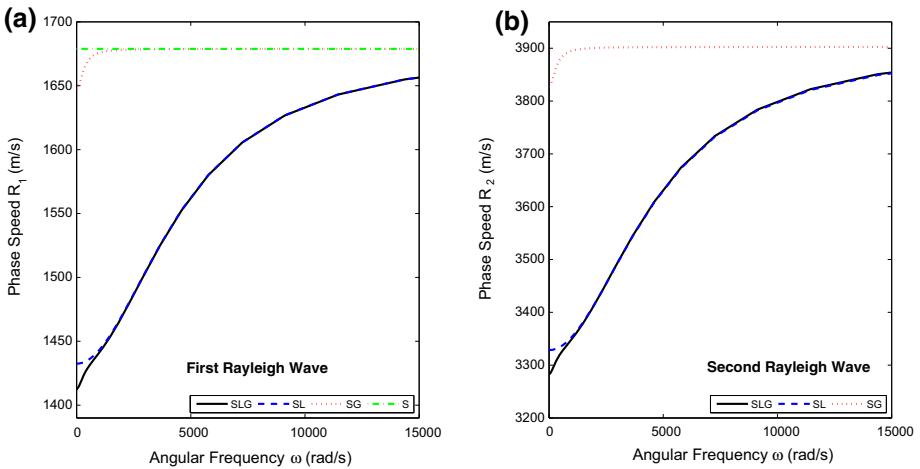 (a)
1700
1650
1600
1550
1500
1450
1400
Phase Speed R1 (m/s)
First Rayleigh Wave
SLG SL SG S
0 5000 10000 15000
Angular Frequency ω (rad/s)
(b)
3900
3800
3700
3600
3500
3400
3300
3200
Phase Speed R2 (m/s)
Second Rayleigh Wave
SLG SL SG
0 5000 10000 15000
Angular Frequency ω (rad/s)